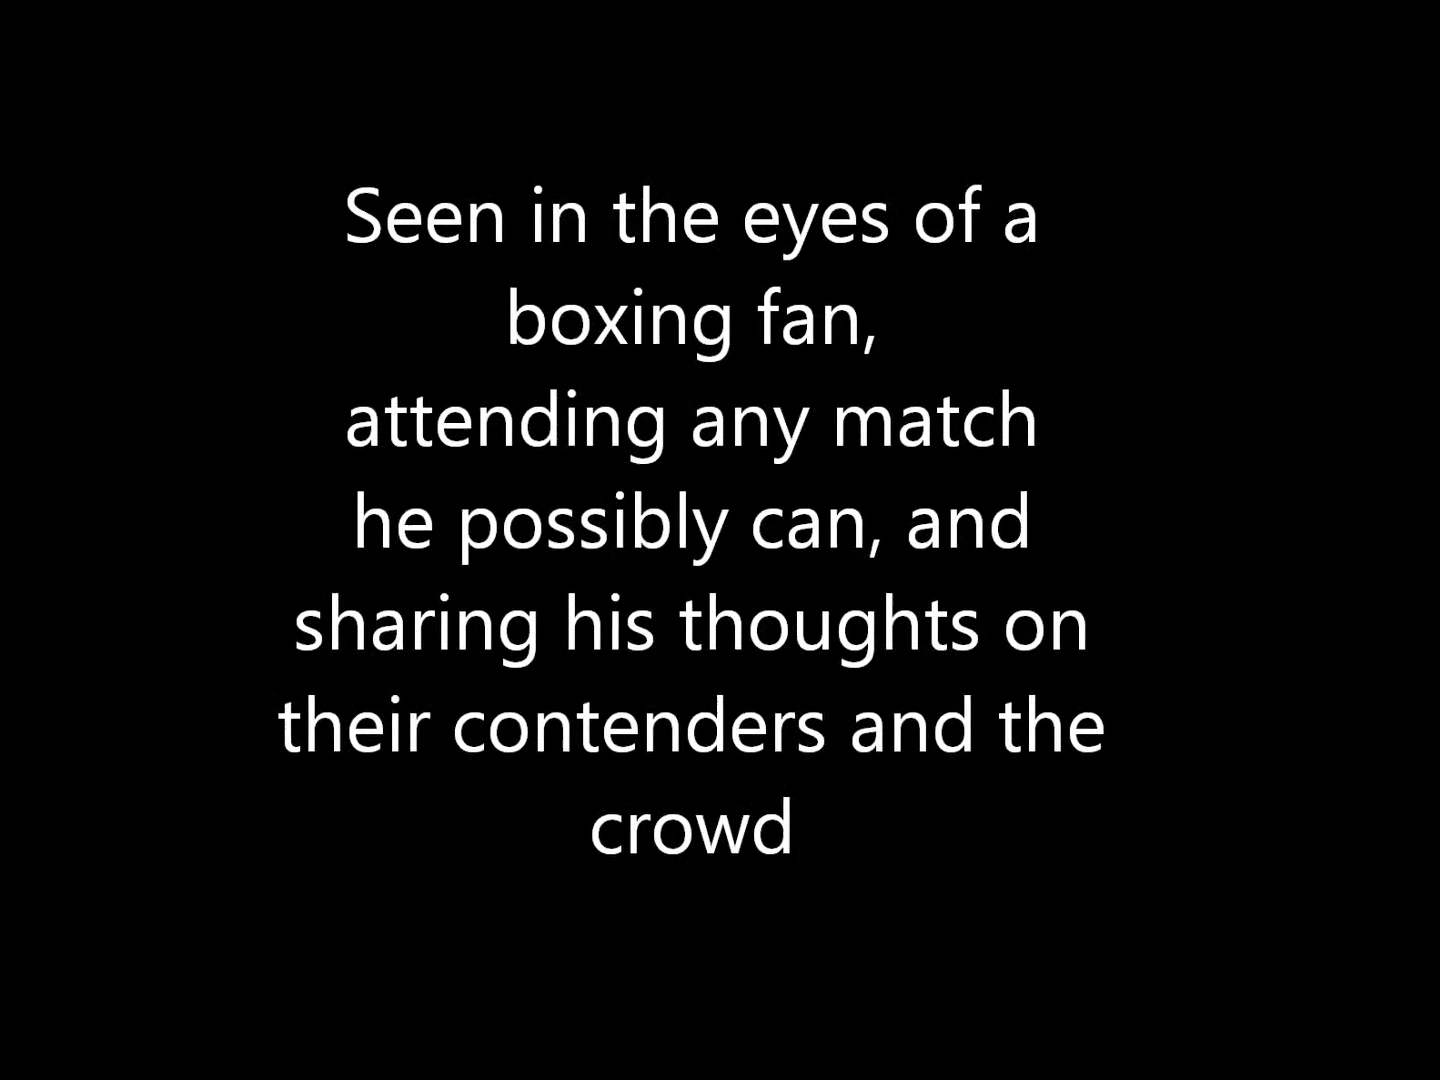 Seen in the eyes of a
boxing fan,
attending any match
he possibly can, and
sharing his thoughts on
their contenders and the
crowd